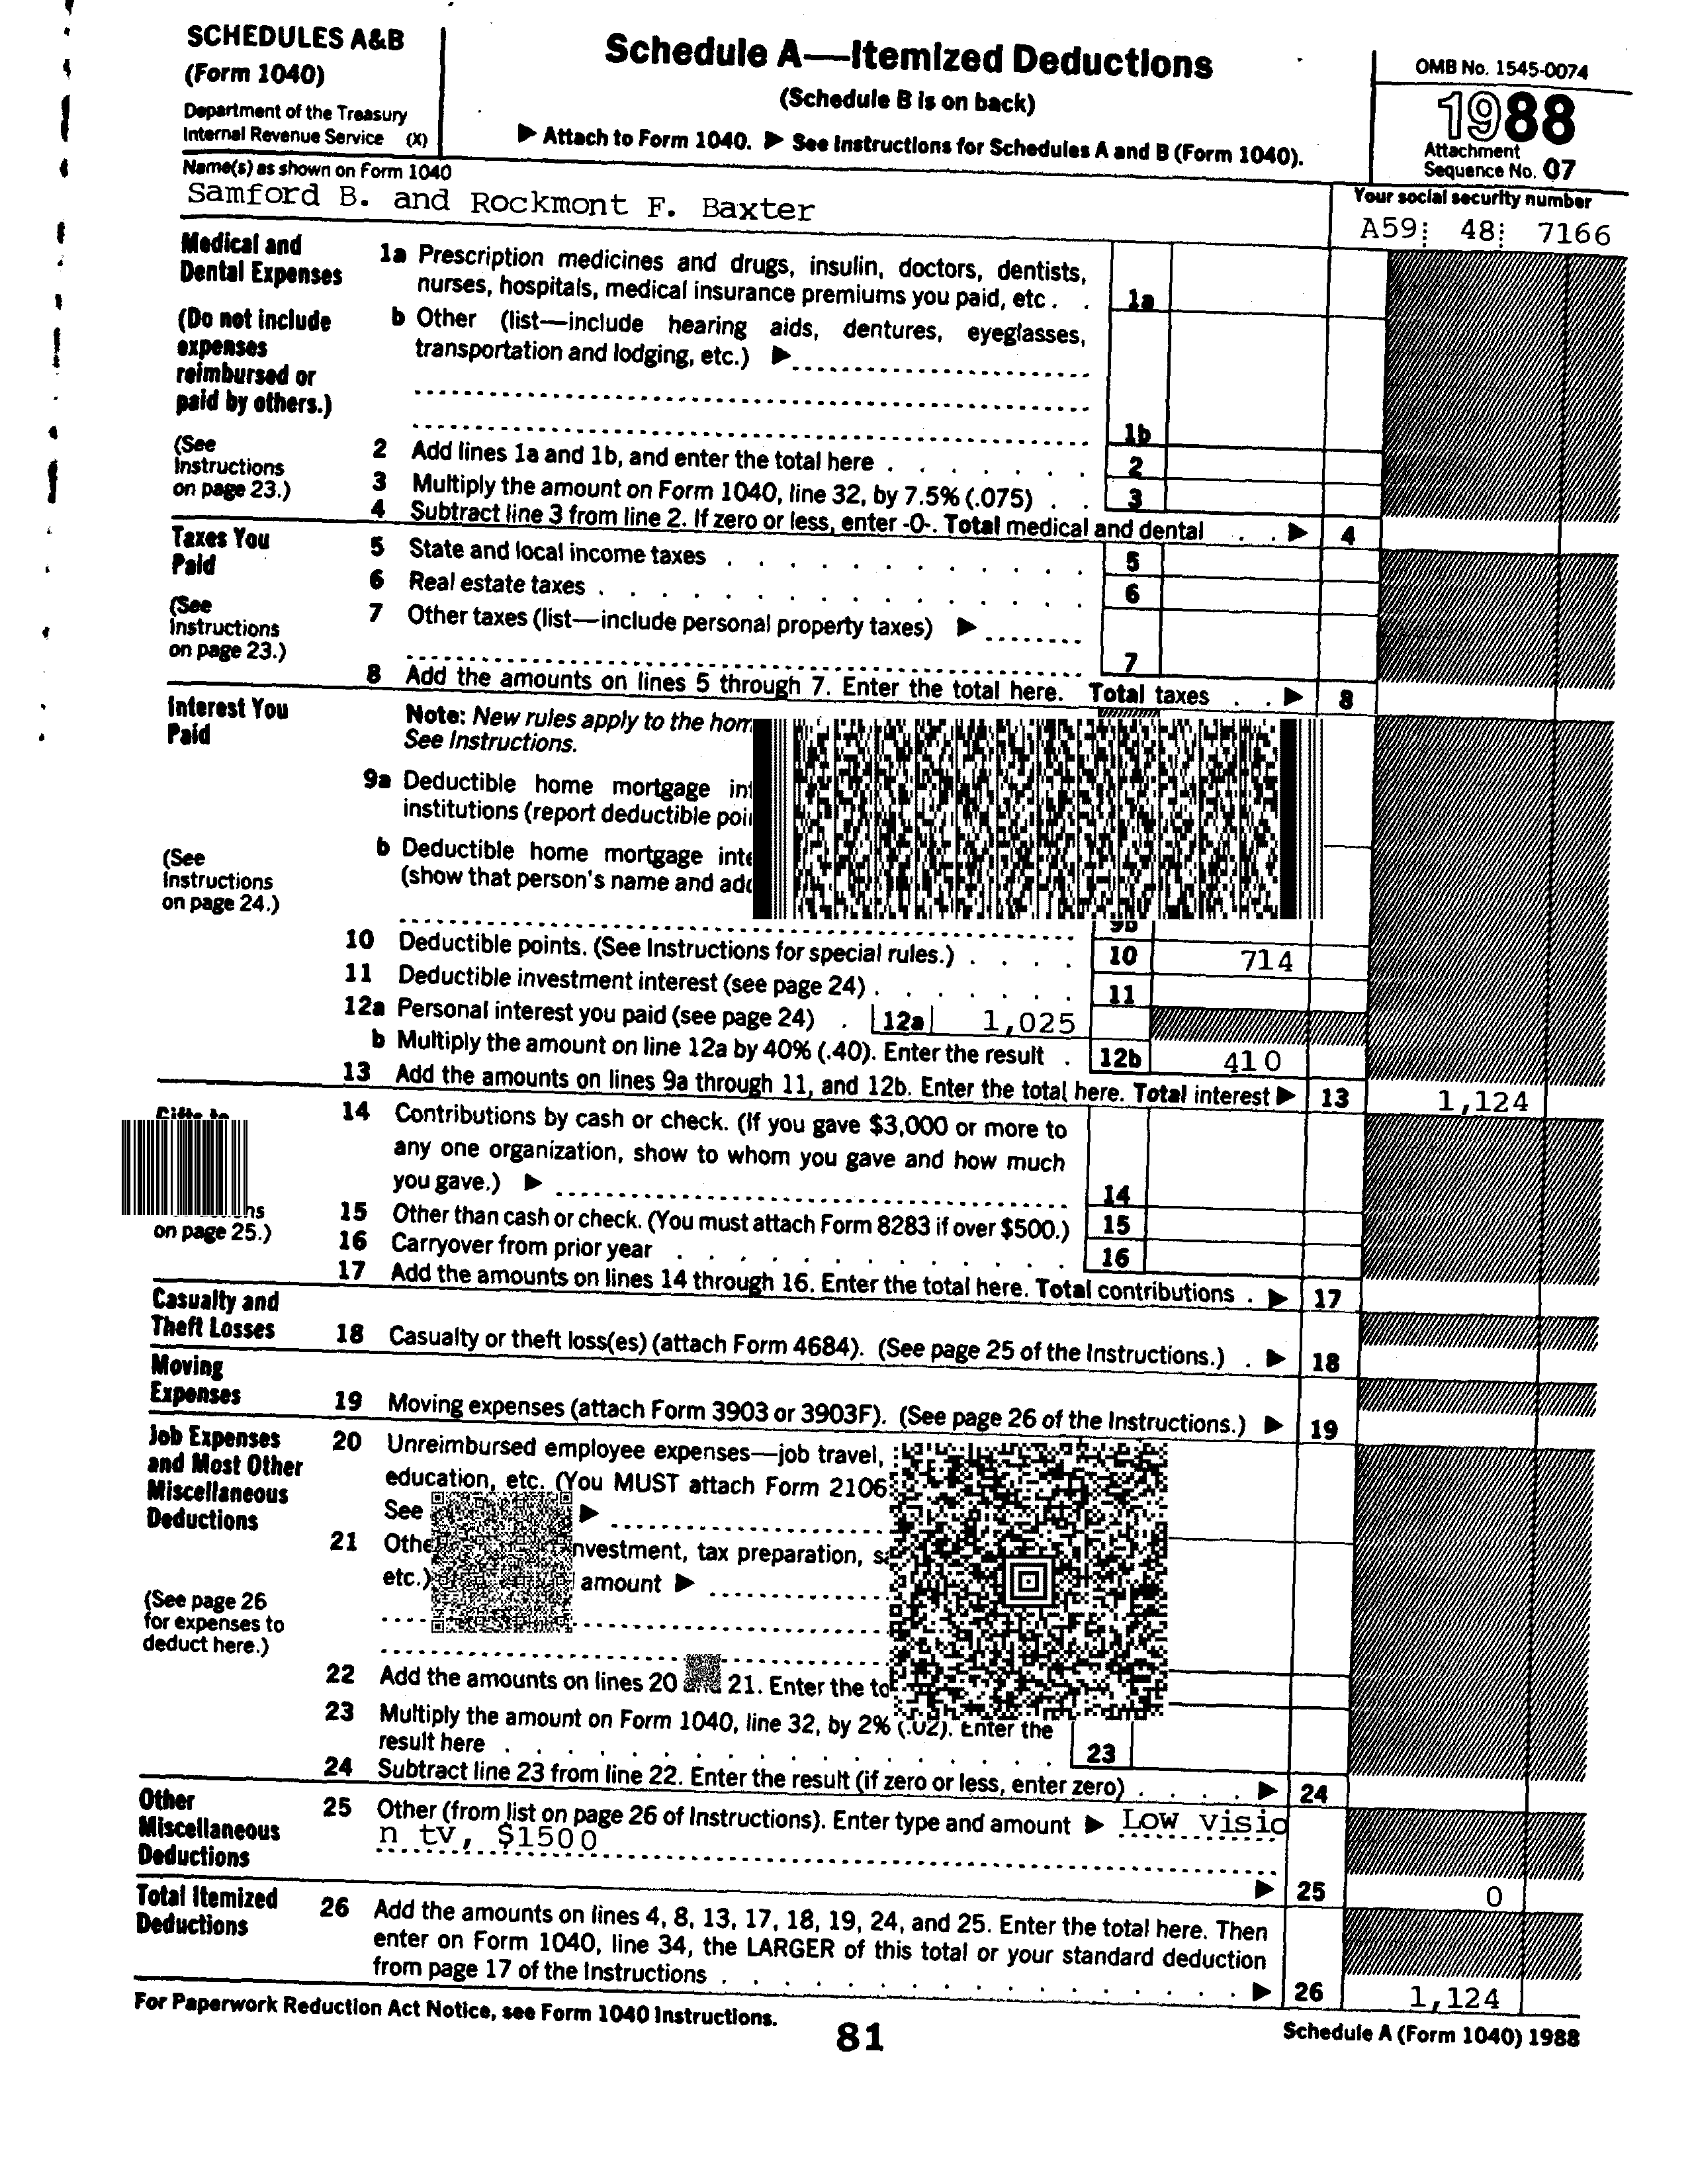 SCHEDULES A&B
(Form 1040)
Department of the Treasury
Internal Revenue Service (X)
Schedule A—Itemized Deductions
(Schedule B is on back)
▶ Attach to Form 1040. ▶ See Instructions for Schedules A and B (Form 1040).
OMB No. 1545-0074
1988
Attachment
Sequence No. 07
Name(s) as shown on Form 1040
Samford B. and Rockmont F. Baxter
Your social security number
A59 48 7166
Medical and
Dental Expenses
(Do not include
expenses
reimbursed or
paid by others.)
(See
Instructions
on page 23.)
1a Prescription medicines and drugs, insulin, doctors, dentists,
nurses, hospitals, medical insurance premiums you paid, etc . . 1a
b Other (list—include hearing aids, dentures, eyeglasses,
transportation and lodging, etc.) ▶
1b
2 Add lines 1a and 1b, and enter the total here . . . . . . . 2
3 Multiply the amount on Form 1040, line 32, by 7.5% (.075) . . 3
4 Subtract line 3 from line 2. If zero or less, enter -0-. Total medical and dental . . ▶ 4
Taxes You
Paid
(See
Instructions
on page 23.)
5 State and local income taxes . . . . . . . . . . . . 5
6 Real estate taxes . . . . . . . . . . . . . . . . 6
7 Other taxes (list—include personal property taxes) ▶
7
8 Add the amounts on lines 5 through 7. Enter the total here. Total taxes . . ▶ 8
Interest You
Paid
(See
Instructions
on page 24.)
Note: New rules apply to the
See Instructions.
9a Deductible home mortgage
institutions (report deductible
b Deductible home mortgage
(show that person's name and
9b
10 Deductible points. (See Instructions for special rules.) . . . . 10 714
11 Deductible investment interest (see page 24) . . . . . . . 11
12a Personal interest you paid (see page 24) . 12a 1,025
b Multiply the amount on line 12a by 40% (.40). Enter the result . 12b 410
13 Add the amounts on lines 9a through 11, and 12b. Enter the total here. Total interest ▶ 13 1,124
on page 25.)
14 Contributions by cash or check. (If you gave $3,000 or more to
any one organization, show to whom you gave and how much
you gave.) ▶ 14
15 Other than cash or check. (You must attach Form 8283 if over $500.) 15
16 Carryover from prior year . . . . . . . . . . . . . 16
17 Add the amounts on lines 14 through 16. Enter the total here. Total contributions . ▶ 17
Casualty and
Theft Losses
18 Casualty or theft loss(es) (attach Form 4684). (See page 25 of the Instructions.) . ▶ 18
Moving
Expenses
19 Moving expenses (attach Form 3903 or 3903F). (See page 26 of the Instructions.) ▶ 19
Job Expenses
and Most Other
Miscellaneous
Deductions
(See page 26
for expenses to
deduct here.)
20 Unreimbursed employee expenses—job travel,
education, etc. (You MUST attach Form 2106
See ▶
21 investment, tax preparation,
etc.) amount ▶
22 Add the amounts on lines 20 and 21. Enter the
23 Multiply the amount on Form 1040, line 32, by 2% (.02). Enter the
result here . . . . . . . . . . . . . . . . . . 23
24 Subtract line 23 from line 22. Enter the result (if zero or less, enter zero) . . . . ▶ 24
Other
Miscellaneous
Deductions
25 Other (from list on page 26 of Instructions). Enter type and amount ▶ Low visio
n tv, $1500
▶ 25 0
Total Itemized
Deductions
26 Add the amounts on lines 4, 8, 13, 17, 18, 19, 24, and 25. Enter the total here. Then
enter on Form 1040, line 34, the LARGER of this total or your standard deduction
from page 17 of the Instructions . . . . . . . . . . . . . . . . . ▶ 26 1,124
For Paperwork Reduction Act Notice, see Form 1040 Instructions.
81
Schedule A (Form 1040) 1988